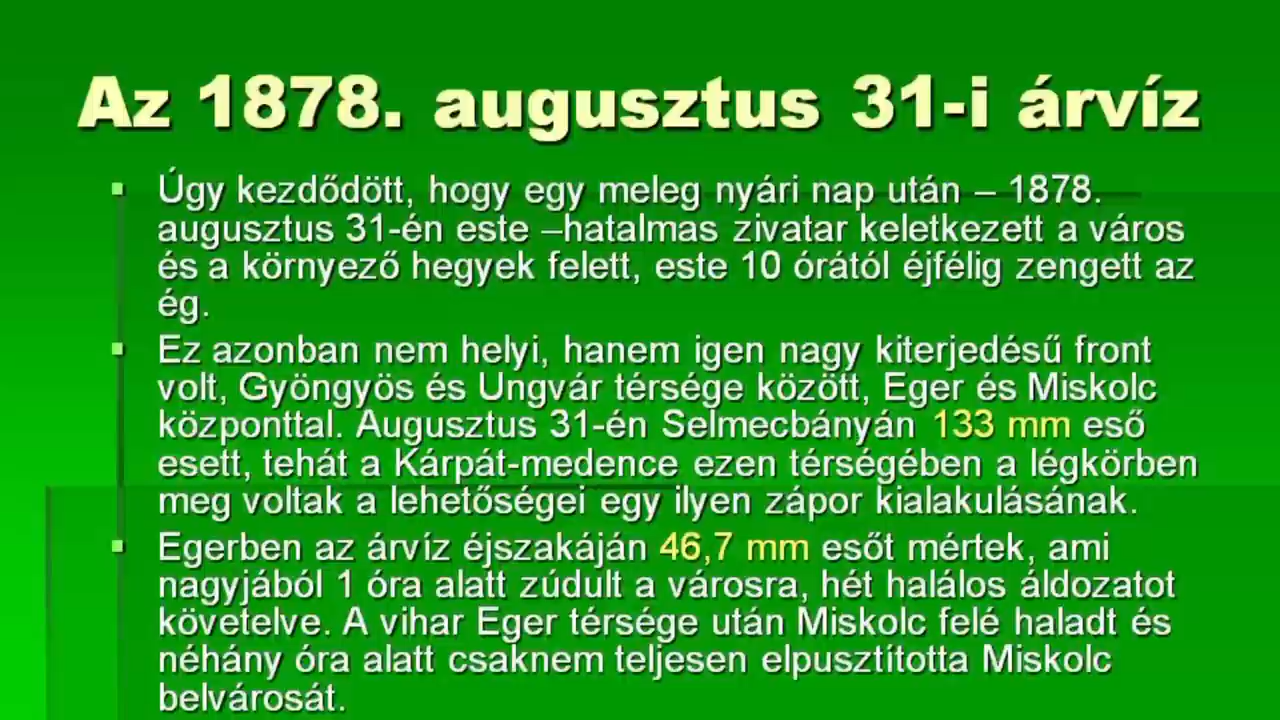 Az 1878. augusztus 31-i árvíz
Úgy kezdődött, hogy egy meleg nyári nap után – 1878.
augusztus 31-én este –hatalmas zivatar keletkezett a város
és a környező hegyek felett, este 10 órától éjfélig zengett az
ég.
Ez azonban nem helyi, hanem igen nagy kiterjedésű front
volt, Gyöngyös és Ungvár térsége között, Eger és Miskolc
központtal. Augusztus 31-én Selmecbányán 133 mm eső
esett, tehát a Kárpát-medence ezen térségében a légkörben
meg voltak a lehetőségei egy ilyen zápor kialakulásának.
Egerben az árvíz éjszakáján 46,7 mm esőt mértek, ami
nagyjából 1 óra alatt zúdult a városra, hét halálos áldozatot
követelve. A vihar Eger térsége után Miskolc felé haladt és
néhány óra alatt csaknem teljesen elpusztította Miskolc
belvárosát.